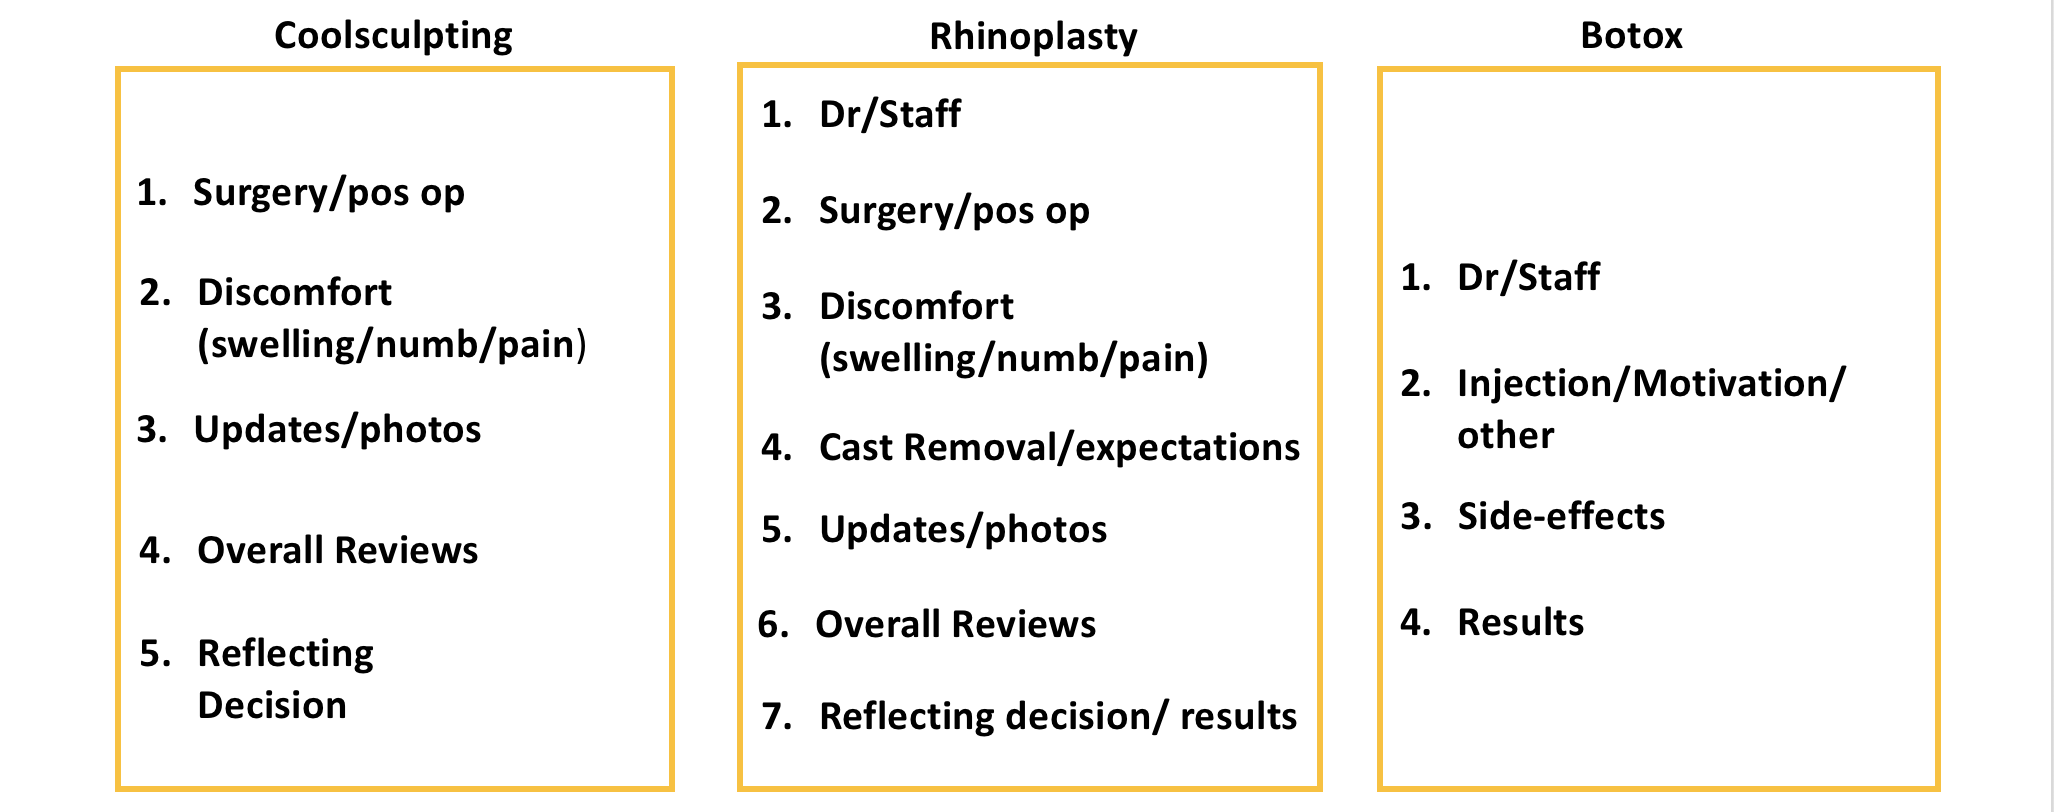 Coolsculpting
1. Surgery/pos op
2. Discomfort
(swelling/numb/pain)
3. Updates/photos
4. Overall Reviews
5. Reflecting
Decision
Rhinoplasty
1. Dr/Staff
2. Surgery/pos op
3. Discomfort
(swelling/numb/pain)
4. Cast Removal/expectations
5. Updates/photos
6. Overall Reviews
7. Reflecting decision/ results
Botox
1. Dr/Staff
2. Injection/Motivation/
other
3. Side-effects
4. Results